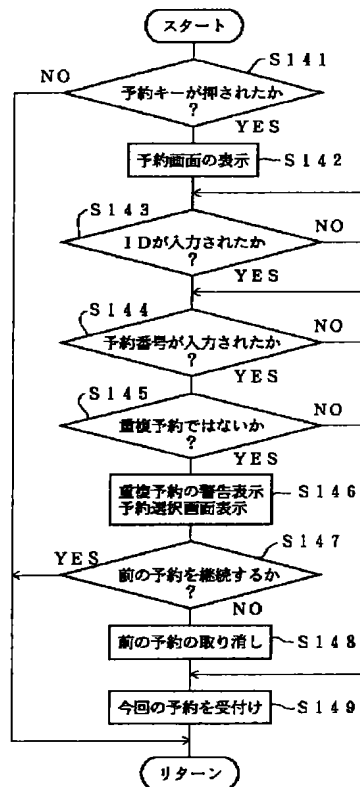 スタート
S141
NO
予約キーが押されたか
?
YES
予約画面の表示
S142
S143
NO
IDが入力されたか
?
YES
S144
NO
予約番号が入力されたか
?
YES
S145
NO
重複予約ではないか
?
YES
重複予約の警告表示
予約選択画面表示
S146
S147
YES
前の予約を継続するか
?
NO
前の予約の取り消し
S148
今回の予約を受付け
S149
リターン